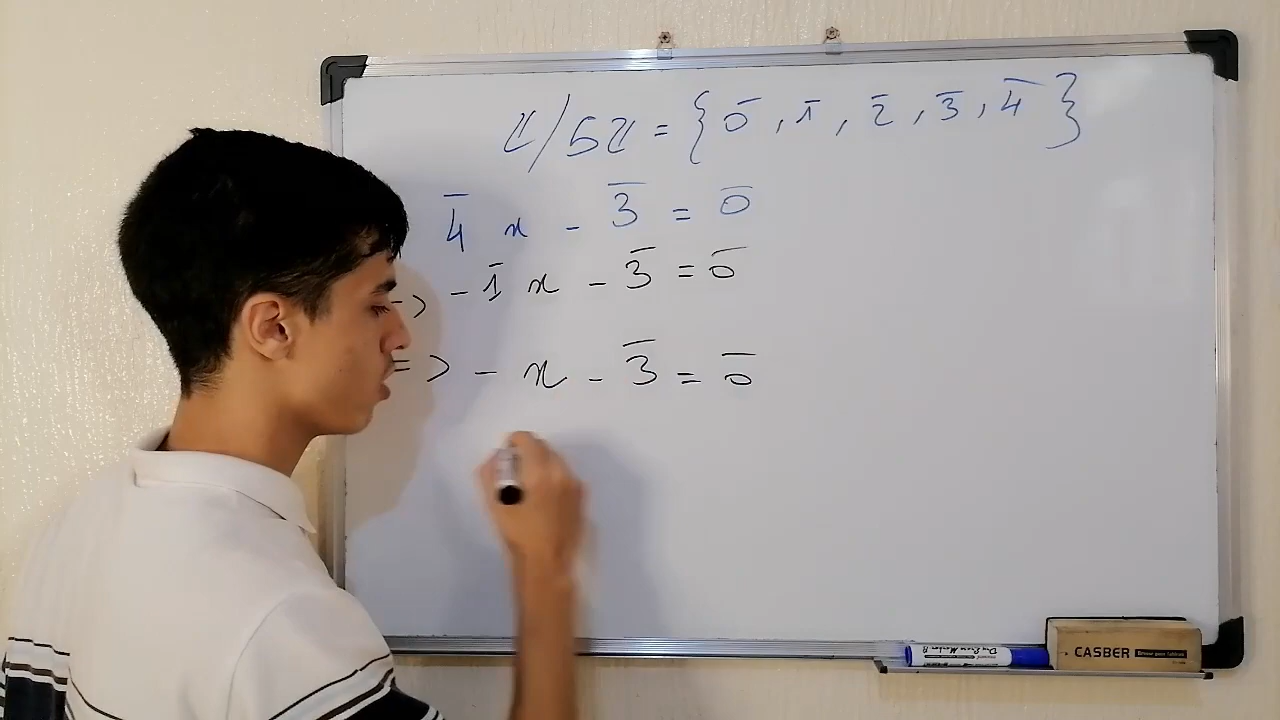 ℤ/5ℤ = { 0̄ , 1̄ , 2̄ , 3̄ , 4̄ }
4̄ x - 3̄ = 0̄
=> - 1̄ x - 3̄ = 0̄
=> - x - 3̄ = 0̄
CASBER